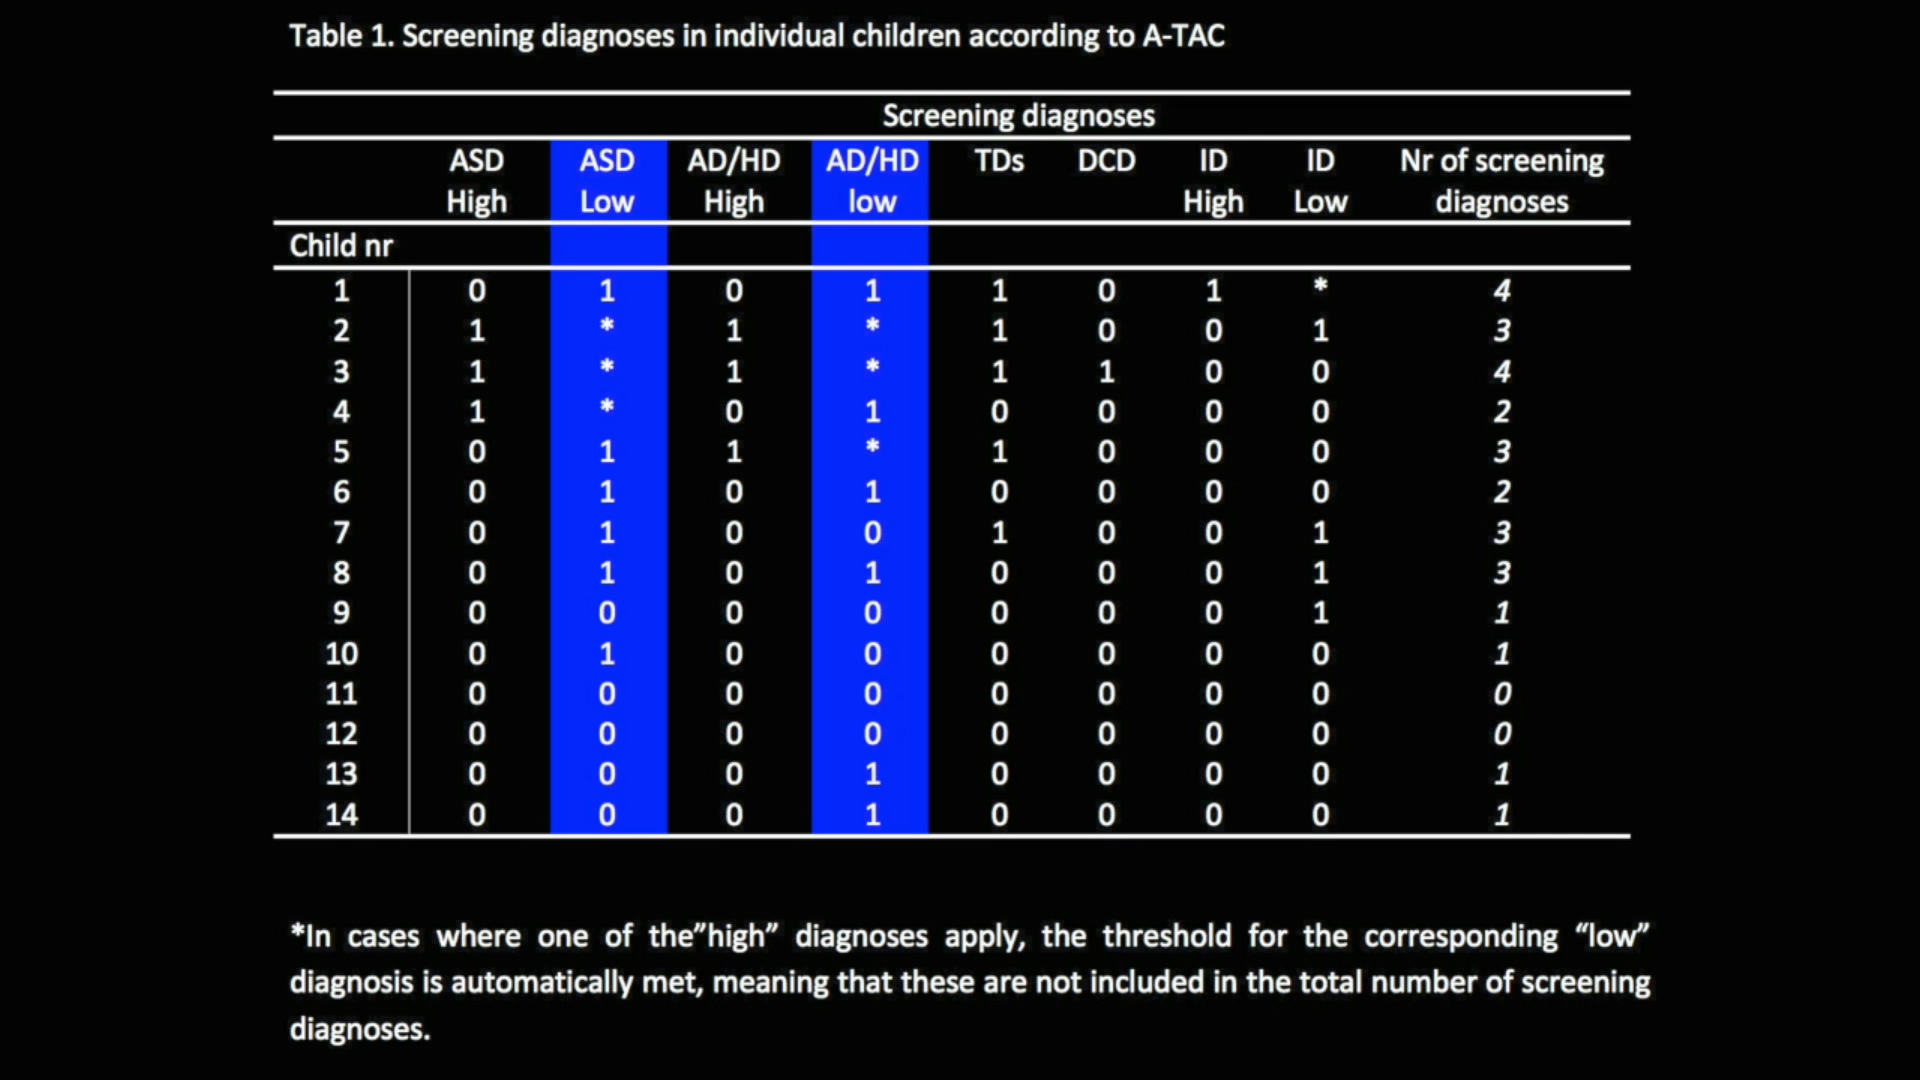 Table 1. Screening diagnoses in individual children according to A-TAC
Screening diagnoses
ASD ASD AD/HD AD/HD TDs DCD ID ID Nr of screening
High Low High low High Low diagnoses
Child nr
1 0 1 0 1 1 0 1 * 4
2 1 * 1 * 1 0 0 1 3
3 1 * 1 * 1 1 0 0 4
4 1 * 0 1 0 0 0 0 2
5 0 1 1 * 1 0 0 0 3
6 0 1 0 1 0 0 0 0 2
7 0 1 0 0 1 0 0 1 3
8 0 1 0 1 0 0 0 1 3
9 0 0 0 0 0 0 0 1 1
10 0 1 0 0 0 0 0 0 1
11 0 0 0 0 0 0 0 0 0
12 0 0 0 0 0 0 0 0 0
13 0 0 0 1 0 0 0 0 1
14 0 0 0 1 0 0 0 0 1
*In cases where one of the”high” diagnoses apply, the threshold for the corresponding “low”
diagnosis is automatically met, meaning that these are not included in the total number of screening
diagnoses.